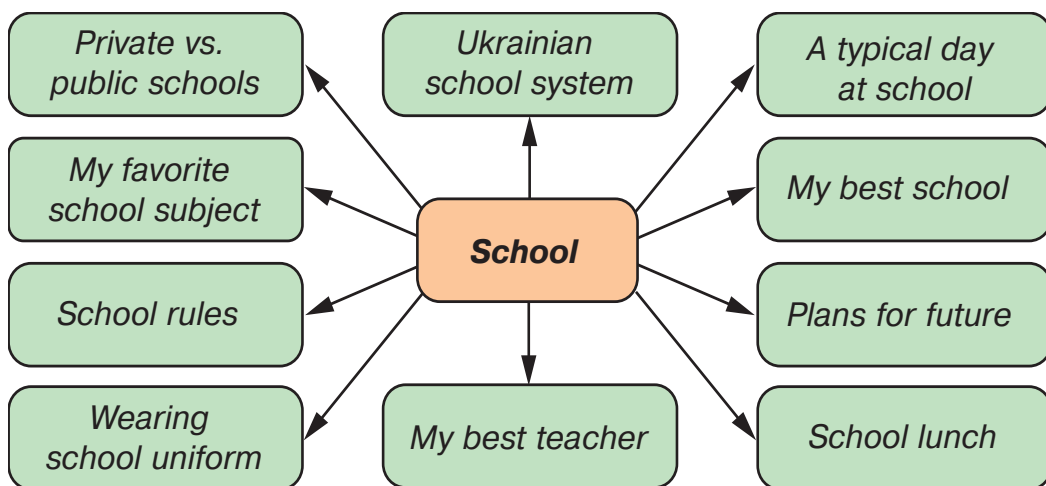 Private vs.
public schools
Ukrainian
school system
A typical day
at school
My favorite
school subject
My best school
School
School rules
Plans for future
Wearing
school uniform
My best teacher
School lunch